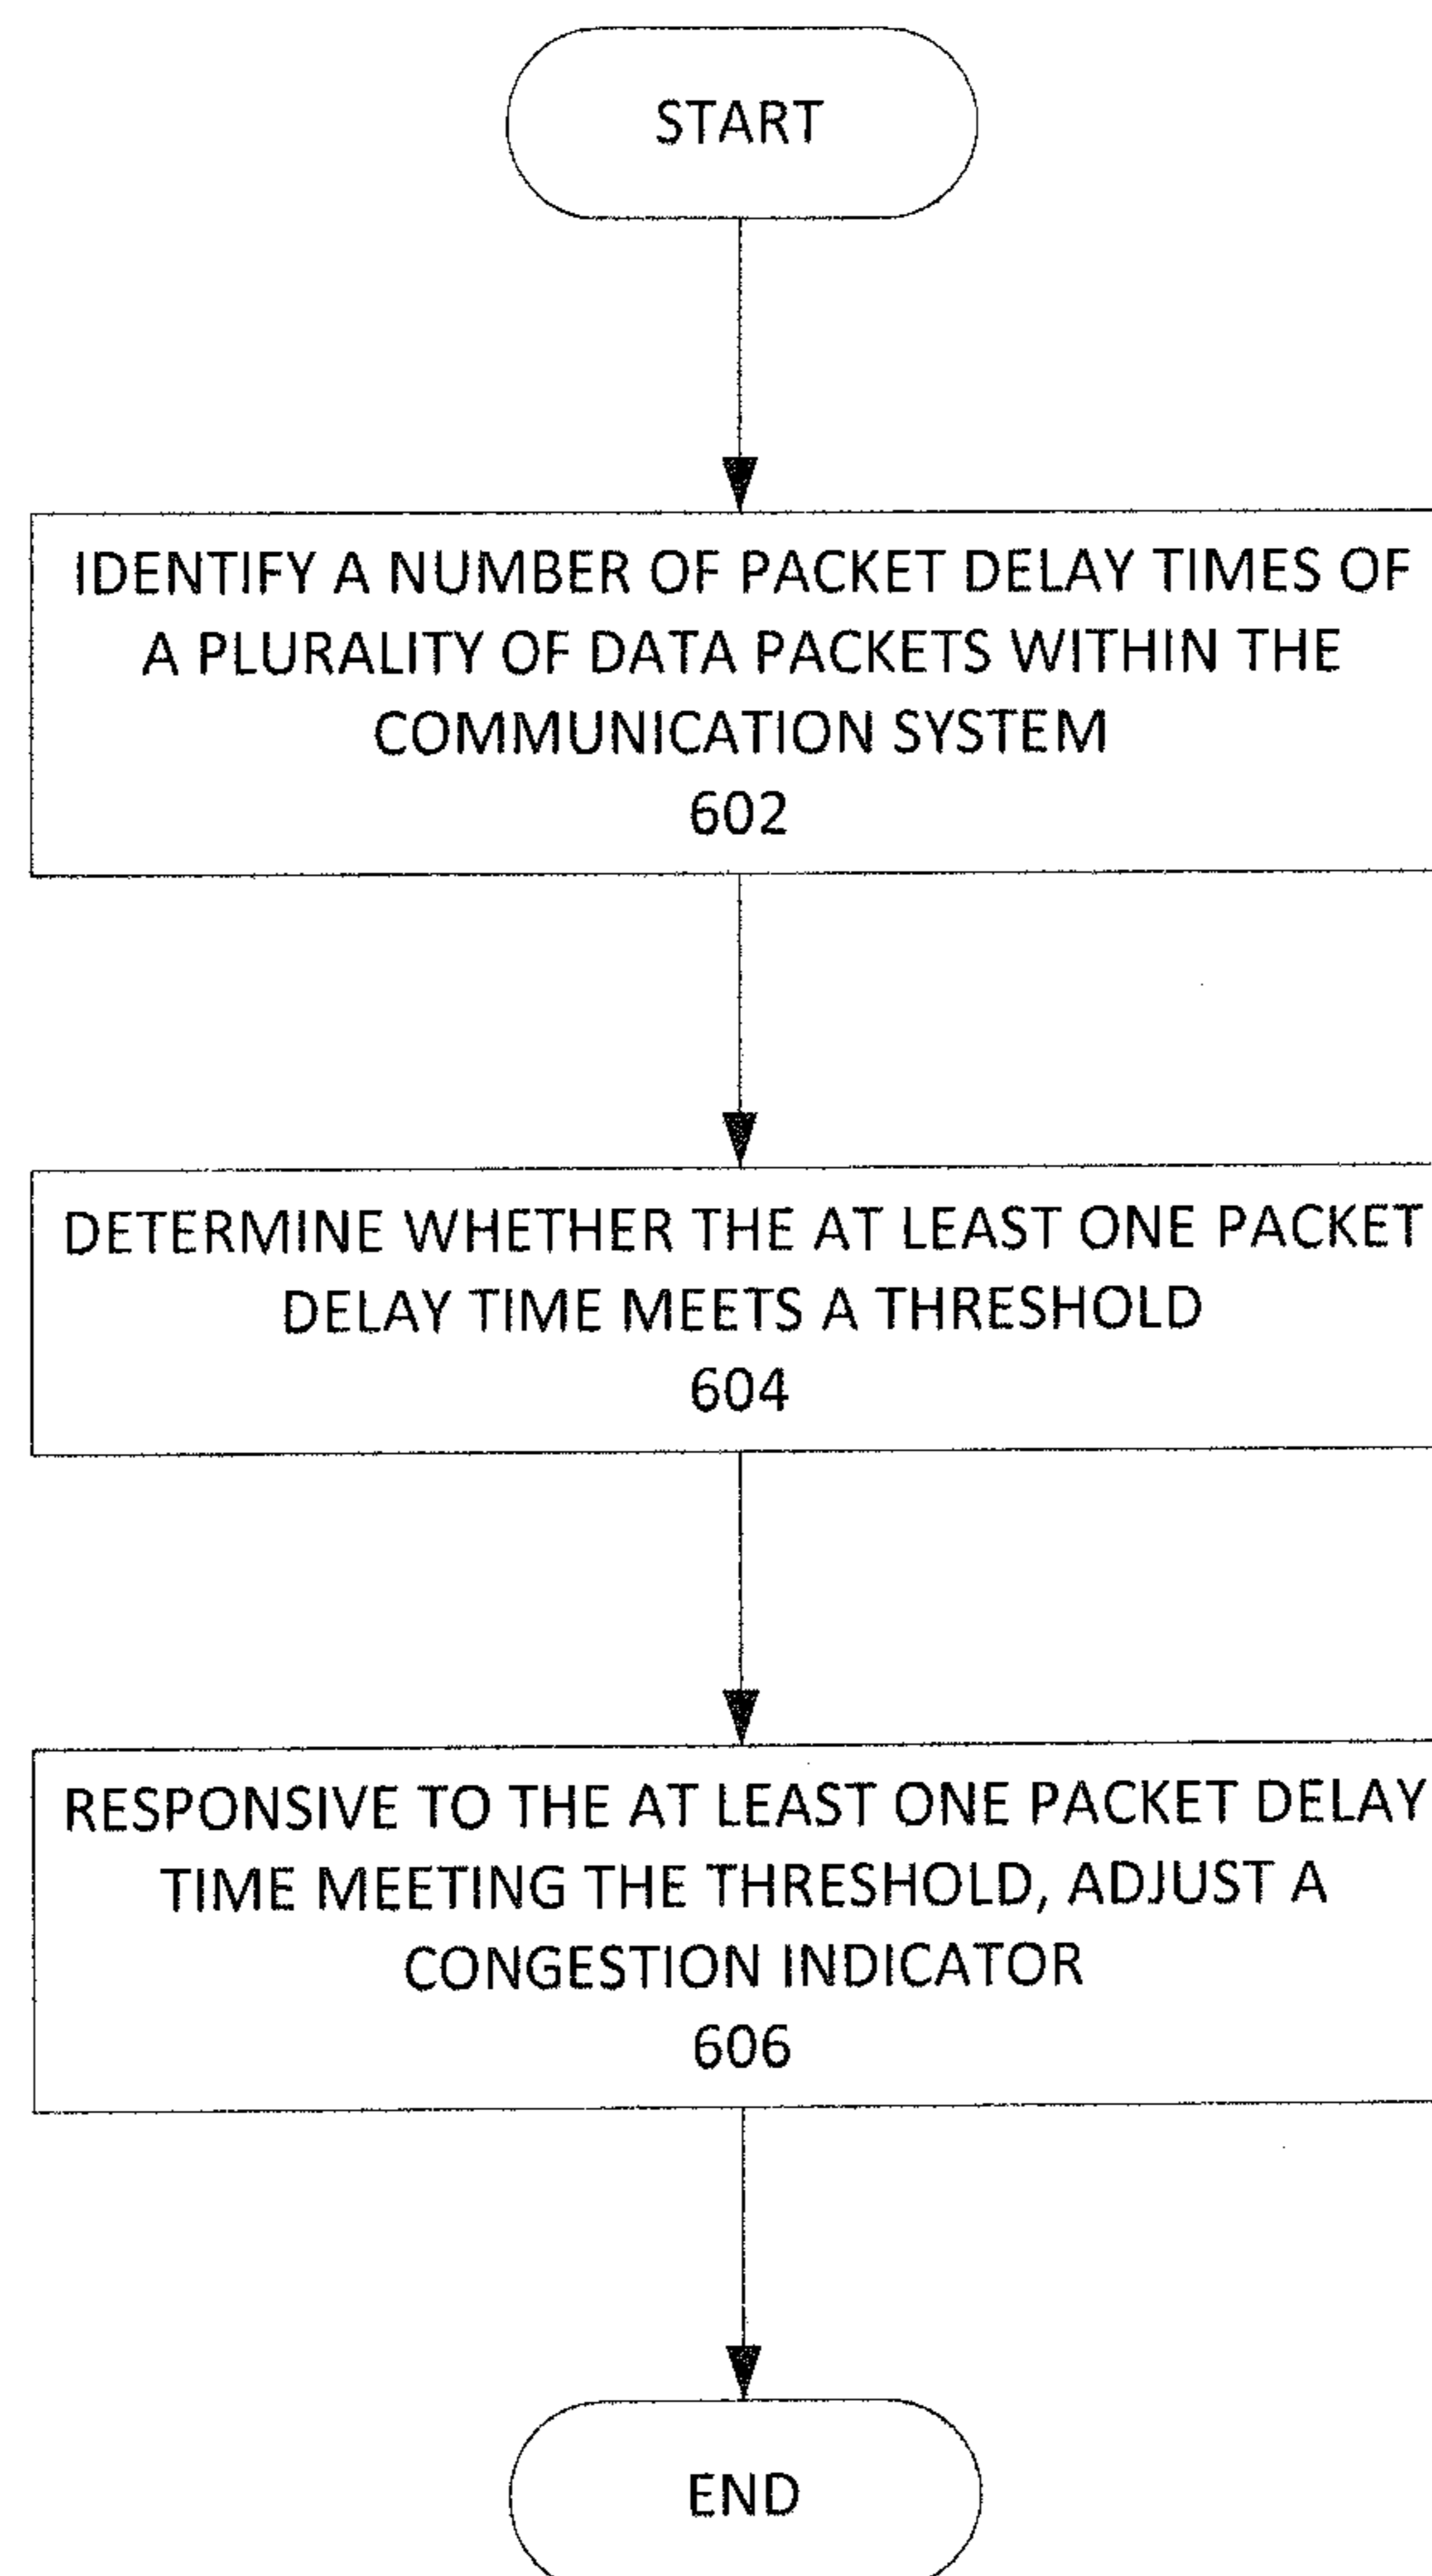 START
IDENTIFY A NUMBER OF PACKET DELAY TIMES OF
A PLURALITY OF DATA PACKETS WITHIN THE
COMMUNICATION SYSTEM
602
DETERMINE WHETHER THE AT LEAST ONE PACKET
DELAY TIME MEETS A THRESHOLD
604
RESPONSIVE TO THE AT LEAST ONE PACKET DELAY
TIME MEETING THE THRESHOLD, ADJUST A
CONGESTION INDICATOR
606
END